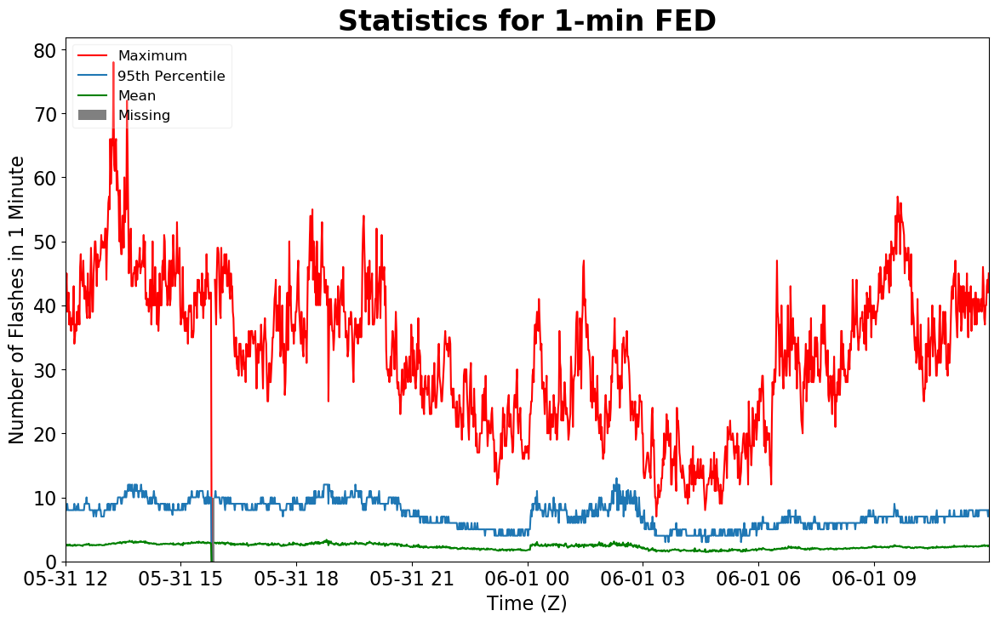 Statistics for 1-min FED
Number of Flashes in 1 Minute
80
70
60
50
40
30
20
10
0
Maximum
95th Percentile
Mean
Missing
05-31 12 05-31 15 05-31 18 05-31 21 06-01 00 06-01 03 06-01 06 06-01 09
Time (Z)